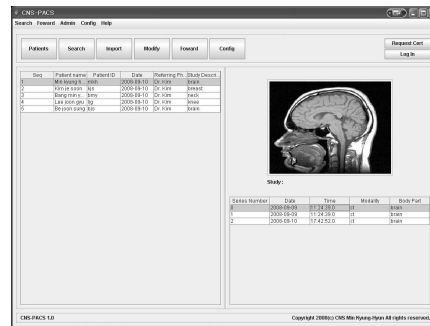 CNS-PACS
Search Foward Admin Config Help
Patients Search Import Modify Foward Config
Request Cert
Log In
Seq Patient name Patient ID Date Referring Ph... Study Descri...
1 Min kyung h... mkh 2008-09-10 Dr. Kim brain
2 Kim je soon kjs 2008-09-10 Dr. Kim breast
3 Bang min y... bmy 2008-09-10 Dr. Kim neck
4 Lee joon gyu ljg 2008-09-10 Dr. Kim knee
5 Bo joon sung bjs 2008-09-10 Dr. Kim brain
Study :
Series Number Date Time Modality Body Part
0 2008-09-09 11:24:39.0 ct brain
1 2008-09-09 11:24:39.0 ct brain
2 2008-09-10 17:42:52.0 ct brain
CNS-PACS 1.0
Copyright 2008(c) CNS Min Kyung-Hyun All rights reserved.